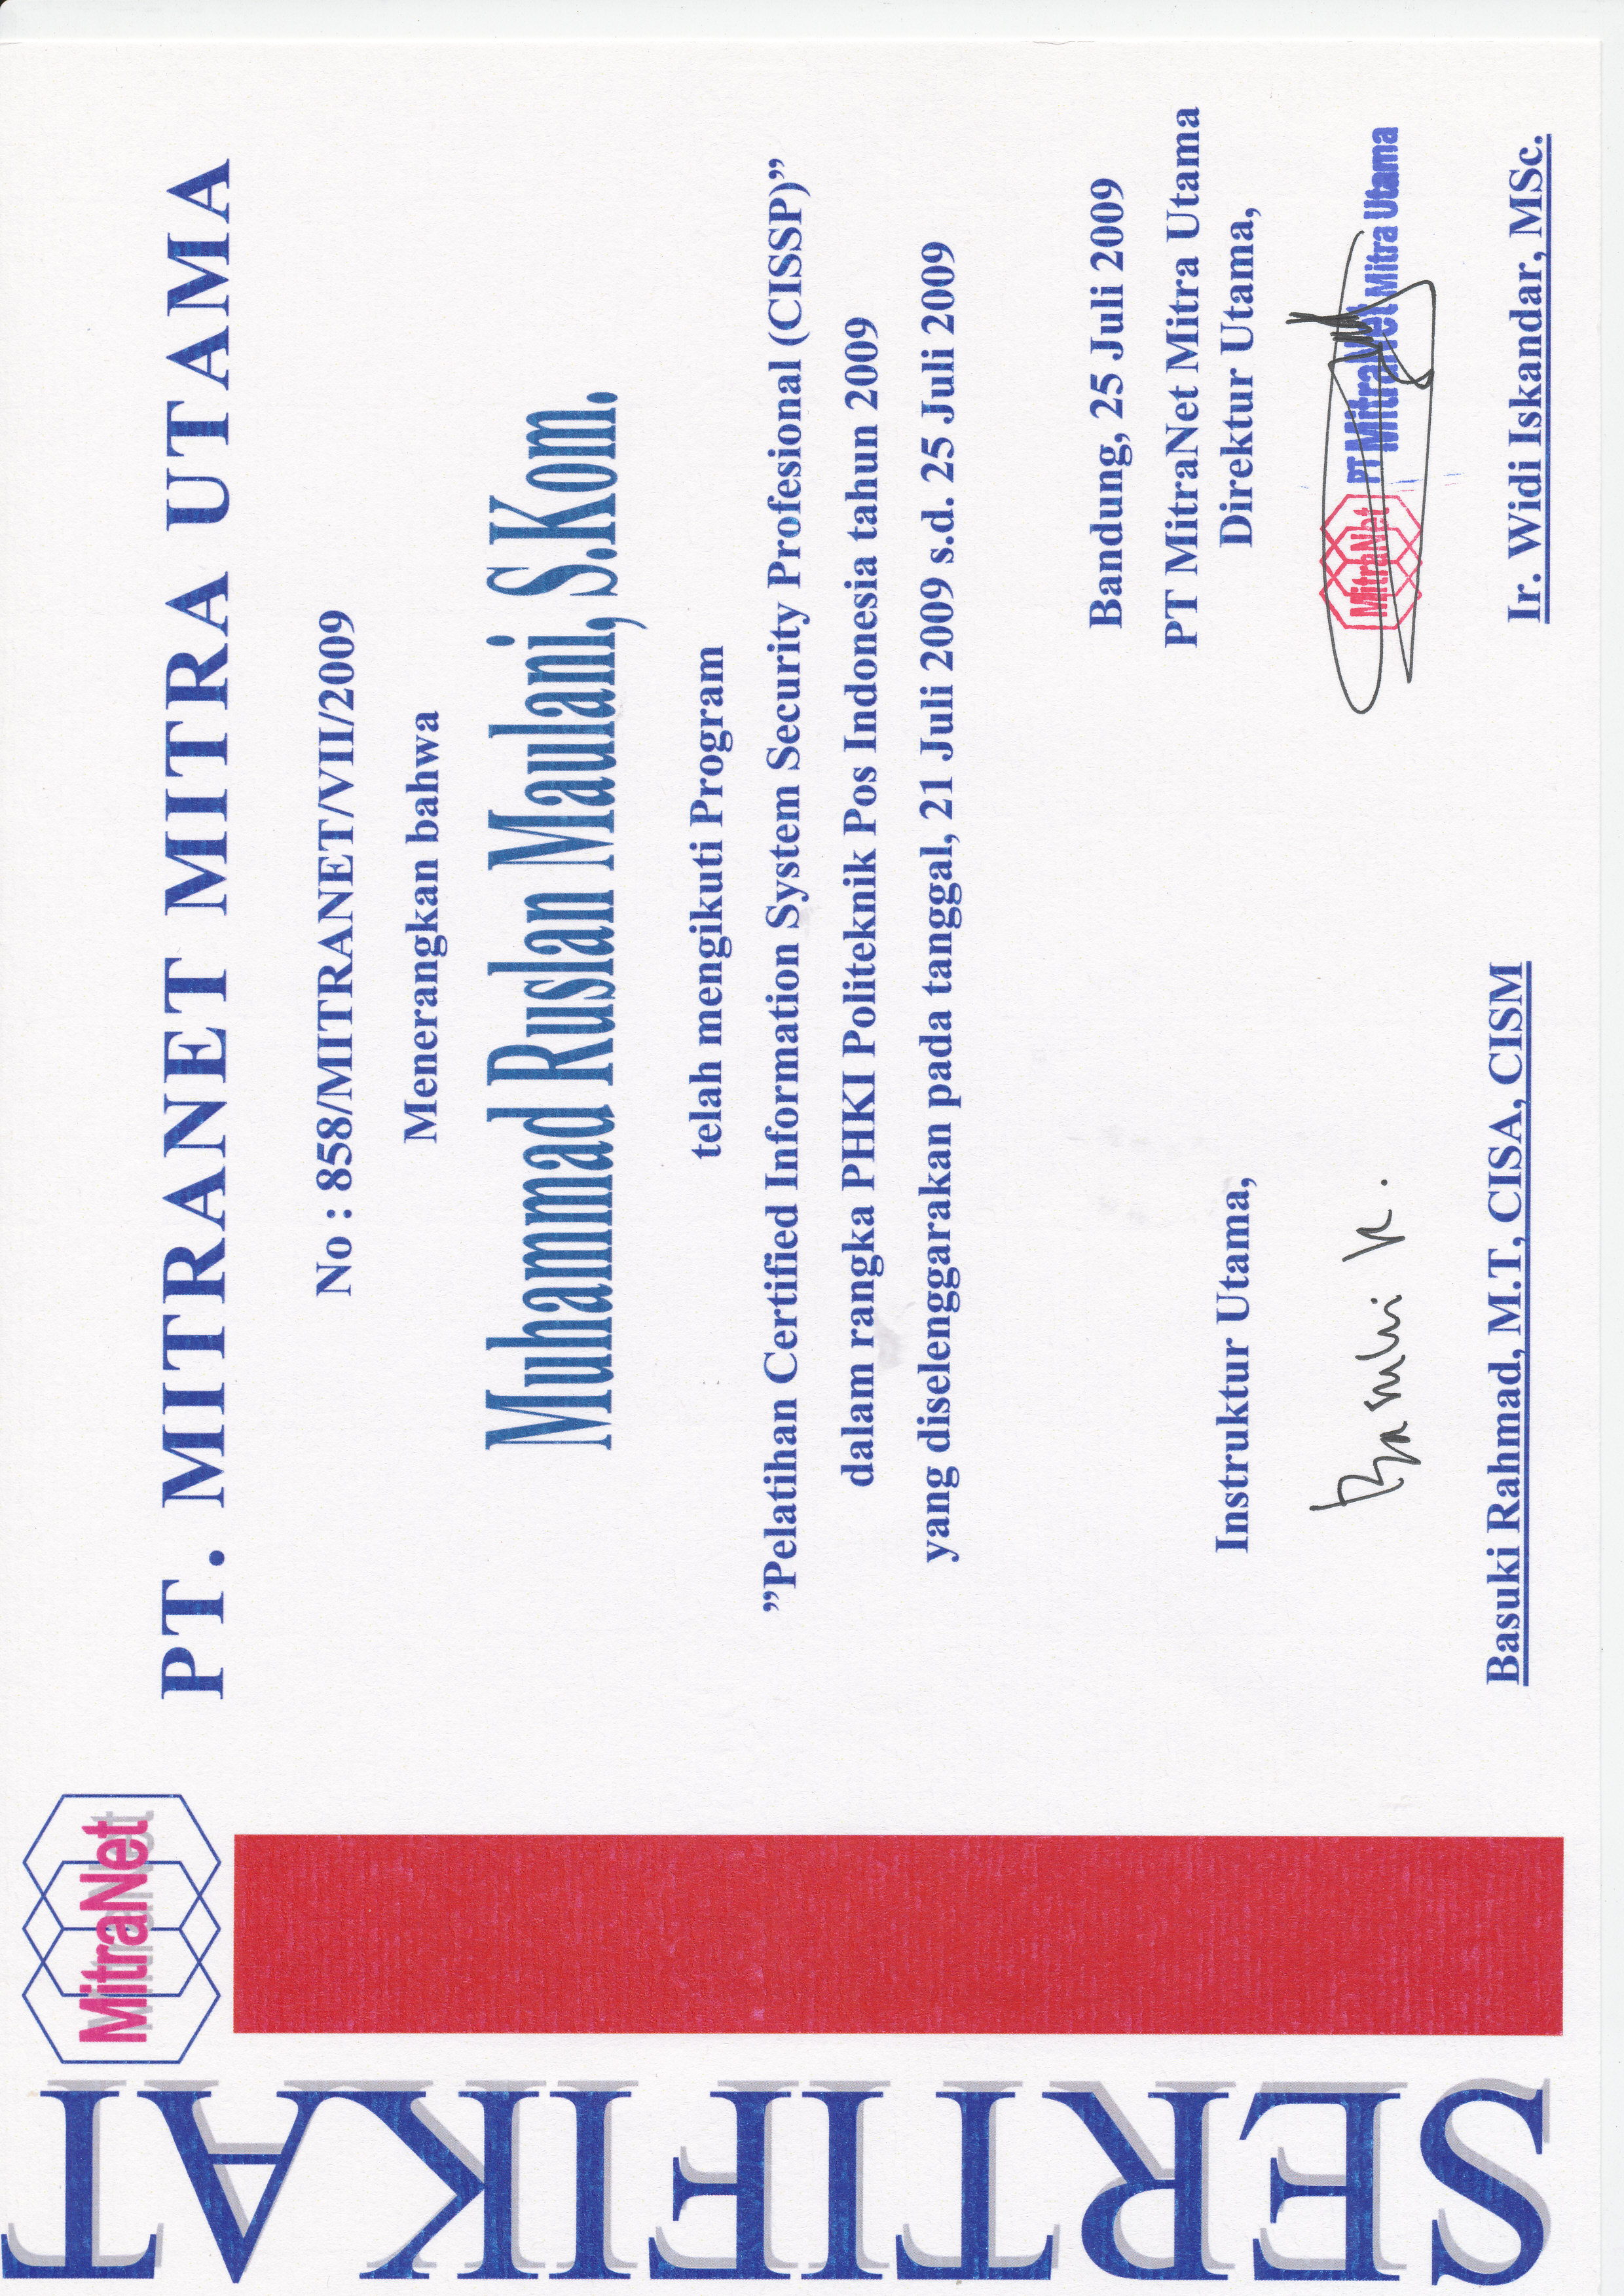 SERTIFIKAT
MitraNet
PT. MITRANET MITRA UTAMA
No : 858/MITRANET/VII/2009
Menerangkan bahwa
Muhammad Ruslan Maulani, S.Kom.
telah mengikuti Program
”Pelatihan Certified Information System Security Profesional (CISSP)”
dalam rangka PHKI Politeknik Pos Indonesia tahun 2009
yang diselenggarakan pada tanggal, 21 Juli 2009 s.d. 25 Juli 2009
Bandung, 25 Juli 2009
PT MitraNet Mitra Utama
Instruktur Utama,
Direktur Utama,
Basuki R.
MitraNet
PT MitraNet Mitra Utama
Basuki Rahmad, M.T, CISA, CISM
Ir. Widi Iskandar, MSc.